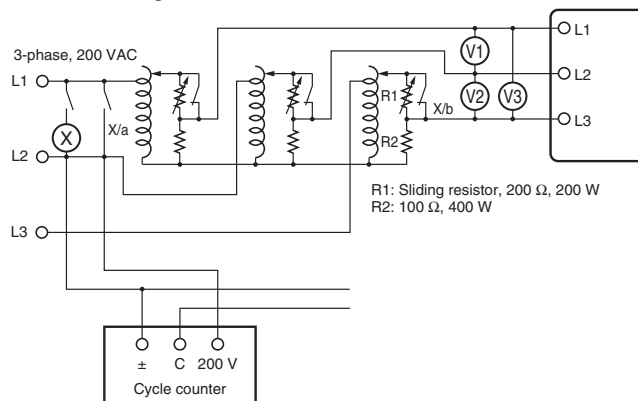 3-phase, 200 VAC
L1
L2
L3
X
X/a
R1
R2
X/b
V1
V2
V3
L1
L2
L3
R1: Sliding resistor, 200 Ω, 200 W
R2: 100 Ω, 400 W
± C 200 V
Cycle counter